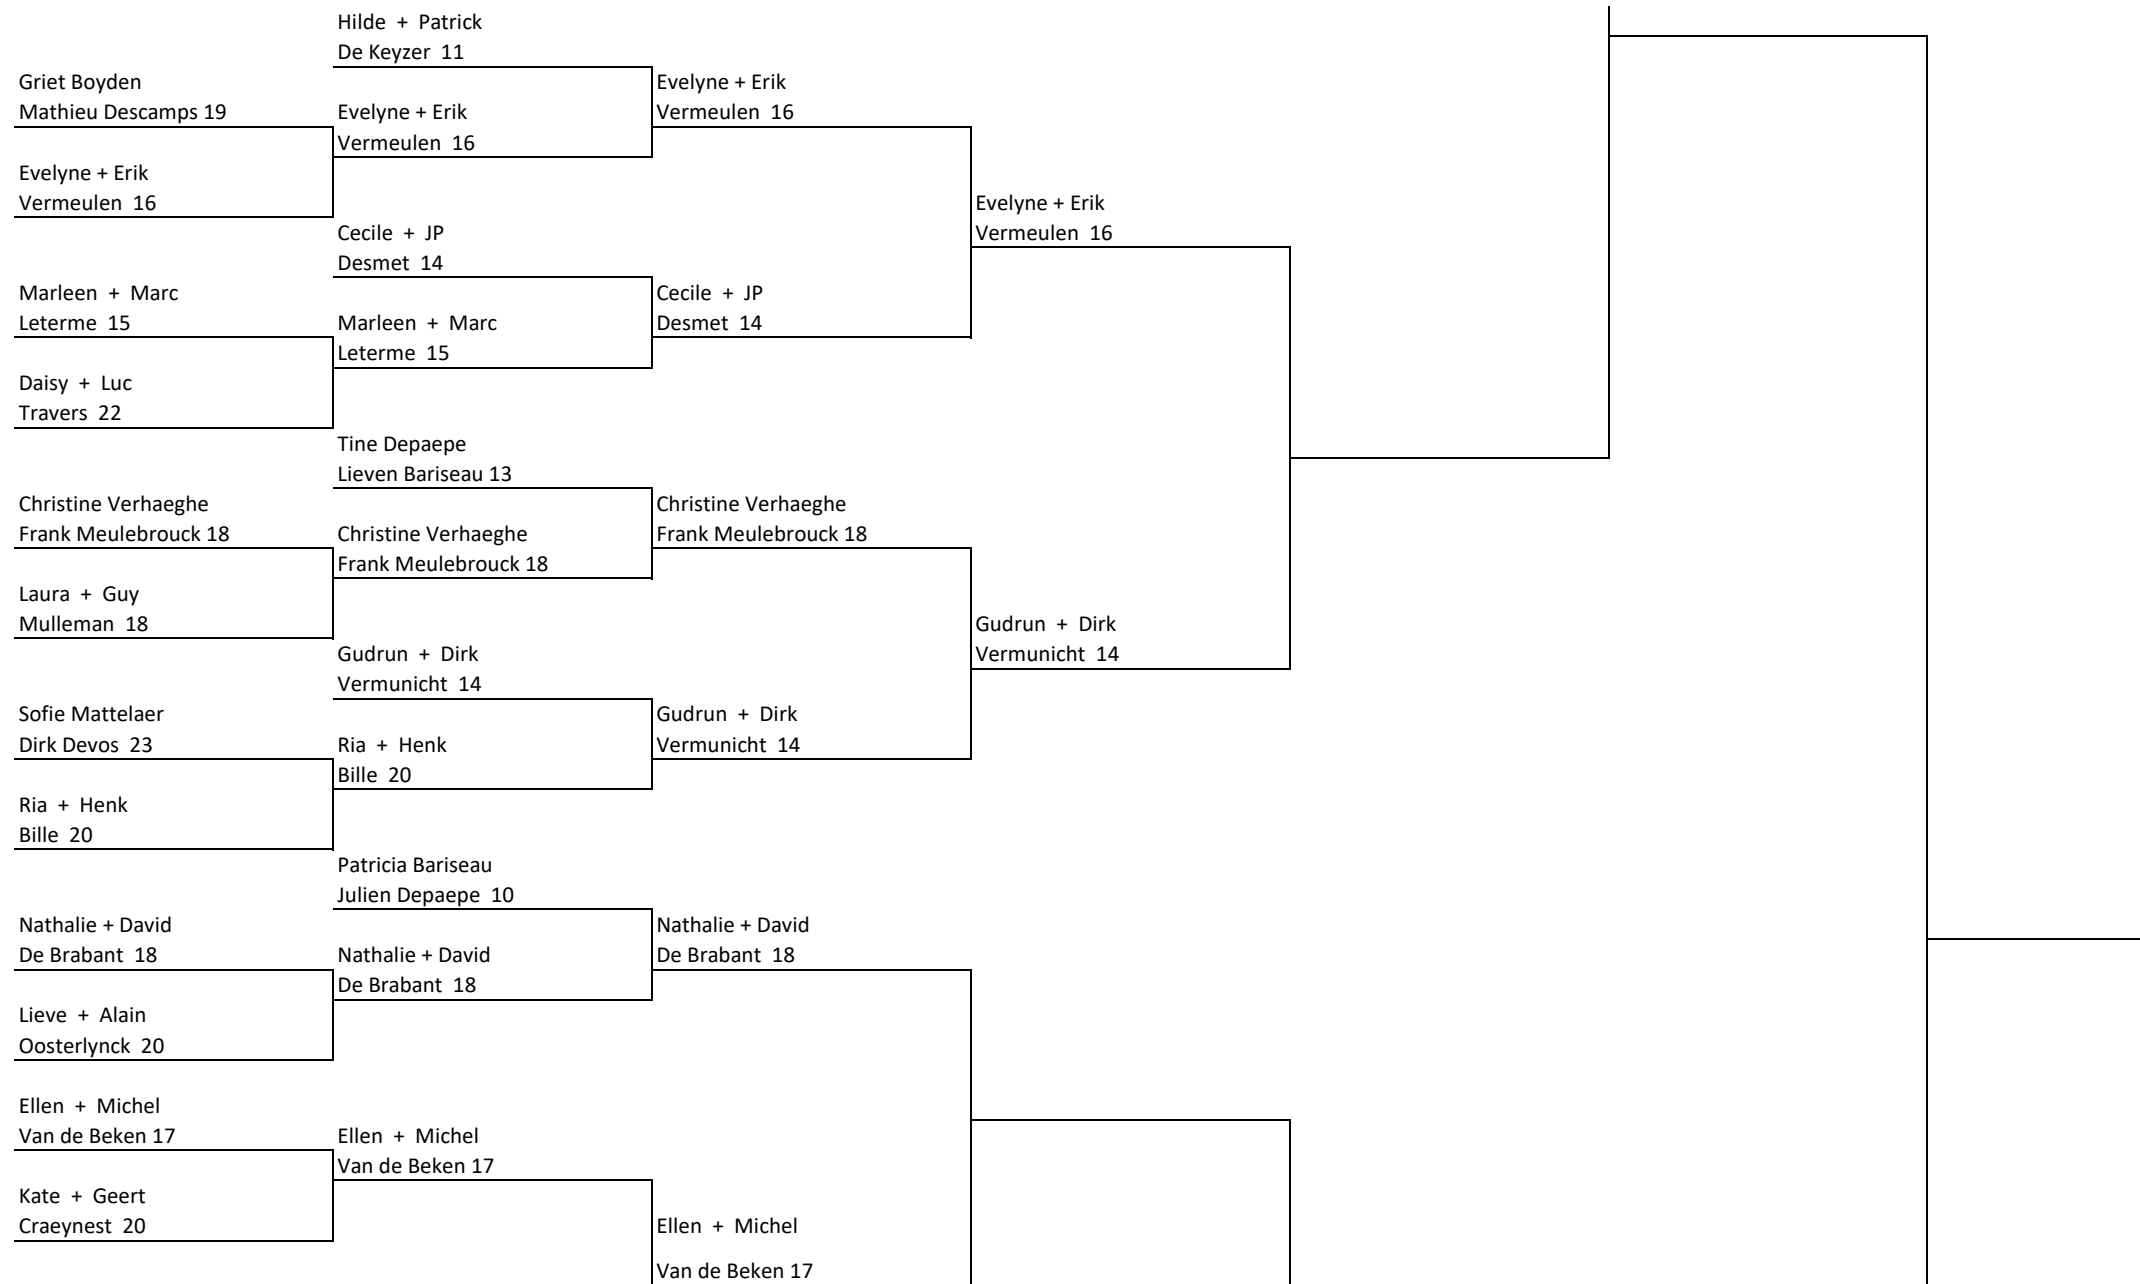 Hilde + Patrick
De Keyzer 11
Griet Boyden
Mathieu Descamps 19
Evelyne + Erik
Vermeulen 16
Evelyne + Erik
Vermeulen 16
Evelyne + Erik
Vermeulen 16
Evelyne + Erik
Vermeulen 16
Cecile + JP
Desmet 14
Marleen + Marc
Leterme 15
Marleen + Marc
Leterme 15
Cecile + JP
Desmet 14
Daisy + Luc
Travers 22
Tine Depaepe
Lieven Bariseau 13
Christine Verhaeghe
Frank Meulebrouck 18
Christine Verhaeghe
Frank Meulebrouck 18
Christine Verhaeghe
Frank Meulebrouck 18
Laura + Guy
Mulleman 18
Gudrun + Dirk
Vermunicht 14
Gudrun + Dirk
Vermunicht 14
Sofie Mattelaer
Dirk Devos 23
Ria + Henk
Bille 20
Gudrun + Dirk
Vermunicht 14
Ria + Henk
Bille 20
Patricia Bariseau
Julien Depaepe 10
Nathalie + David
De Brabant 18
Nathalie + David
De Brabant 18
Nathalie + David
De Brabant 18
Lieve + Alain
Oosterlynck 20
Ellen + Michel
Van de Beken 17
Ellen + Michel
Van de Beken 17
Kate + Geert
Craeynest 20
Ellen + Michel
Van de Beken 17